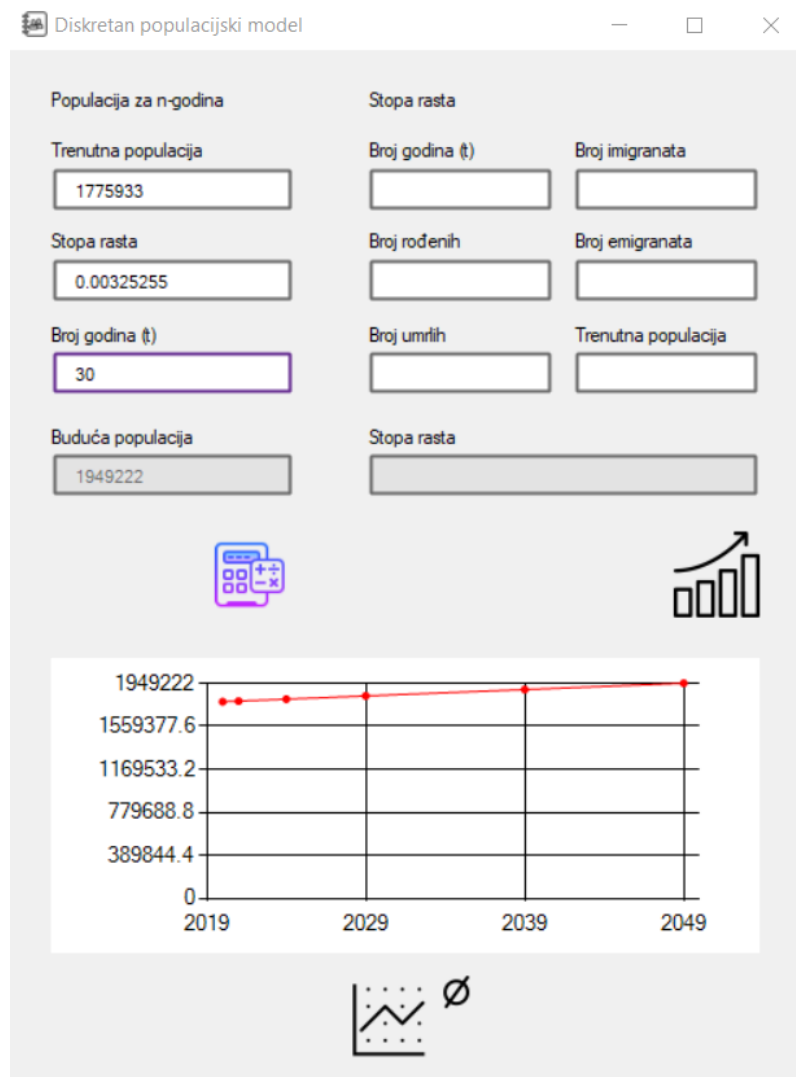 Diskretan populacijski model
Populacija za n-godina
Stopa rasta
Trenutna populacija
1775933
Stopa rasta
0.00325255
Broj godina (t)
30
Buduća populacija
1949222
Broj godina (t)
Broj imigranata
Broj rođenih
Broj emigranata
Broj umrlih
Trenutna populacija
Stopa rasta
1949222
1559377.6
1169533.2
779688.8
389844.4
0
2019 2029 2039 2049